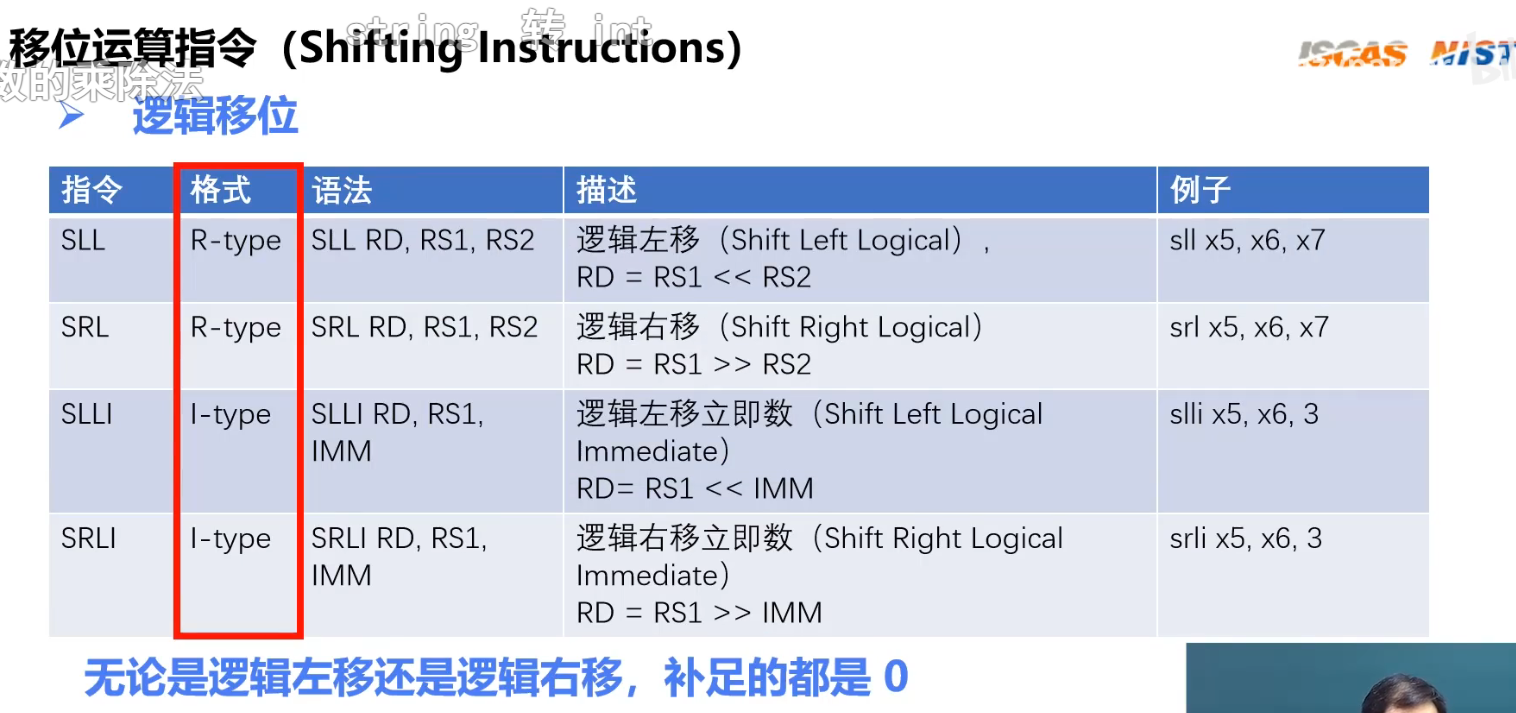 string 转 int
移位运算指令（Shifting Instructions）
数的乘除法
ISCAS
➢ 逻辑移位
指令 格式 语法 描述 例子
SLL R-type SLL RD, RS1, RS2 逻辑左移（Shift Left Logical）, sll x5, x6, x7
RD = RS1 << RS2
SRL R-type SRL RD, RS1, RS2 逻辑右移（Shift Right Logical） srl x5, x6, x7
RD = RS1 >> RS2
SLLI I-type SLLI RD, RS1, 逻辑左移立即数（Shift Left Logical slli x5, x6, 3
IMM Immediate）
RD= RS1 << IMM
SRLI I-type SRLI RD, RS1, 逻辑右移立即数（Shift Right Logical srli x5, x6, 3
IMM Immediate）
RD = RS1 >> IMM
无论是逻辑左移还是逻辑右移，补足的都是 0